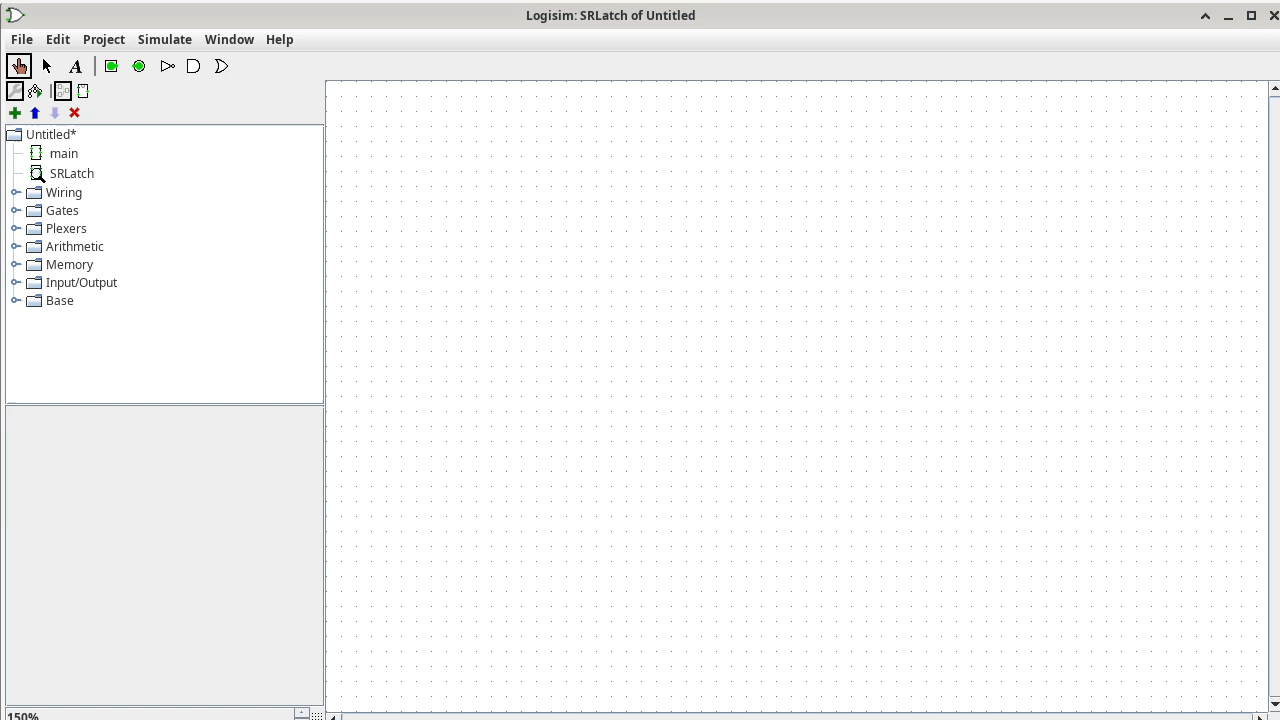 Logisim: SRLatch of Untitled
File Edit Project Simulate Window Help
A
Untitled*
main
SRLatch
Wiring
Gates
Plexers
Arithmetic
Memory
Input/Output
Base
150%